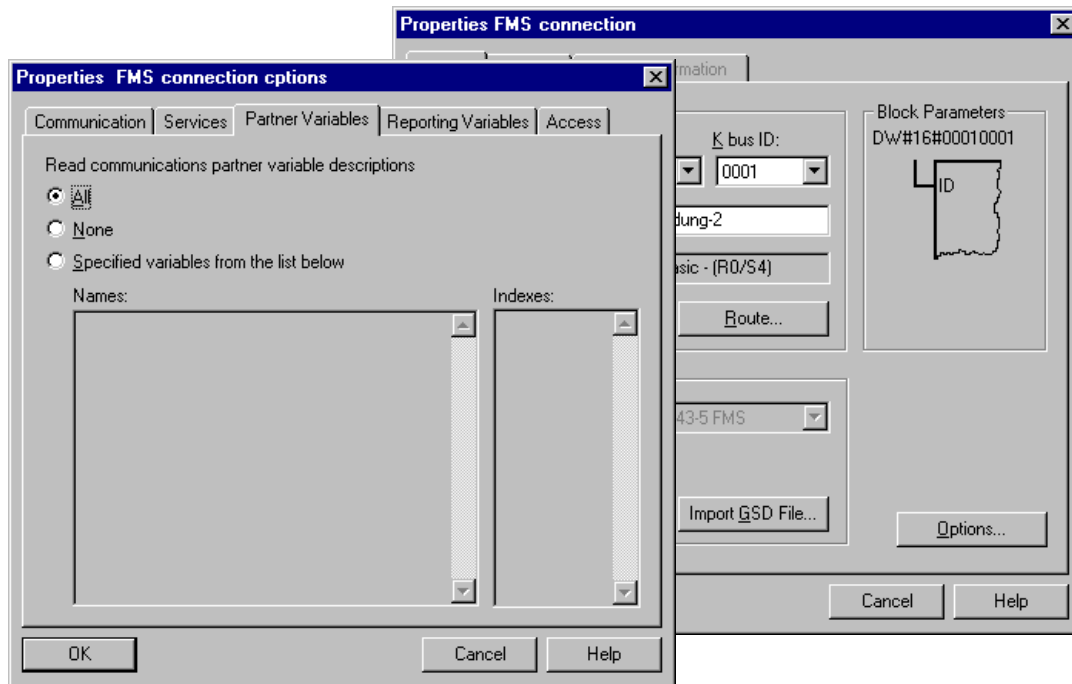 Properties FMS connection
Properties FMS connection cptions
Communication
Services
Partner Variables
Reporting Variables
Access
Read communications partner variable descriptions
All
None
Specified variables from the list below
Names:
Indexes:
OK
Cancel
Help
K bus ID:
0001
dung-2
(R0/S4)
Route...
43-5 FMS
Import GSD File...
Block Parameters
DW#16#00010001
ID
Options...
Cancel
Help